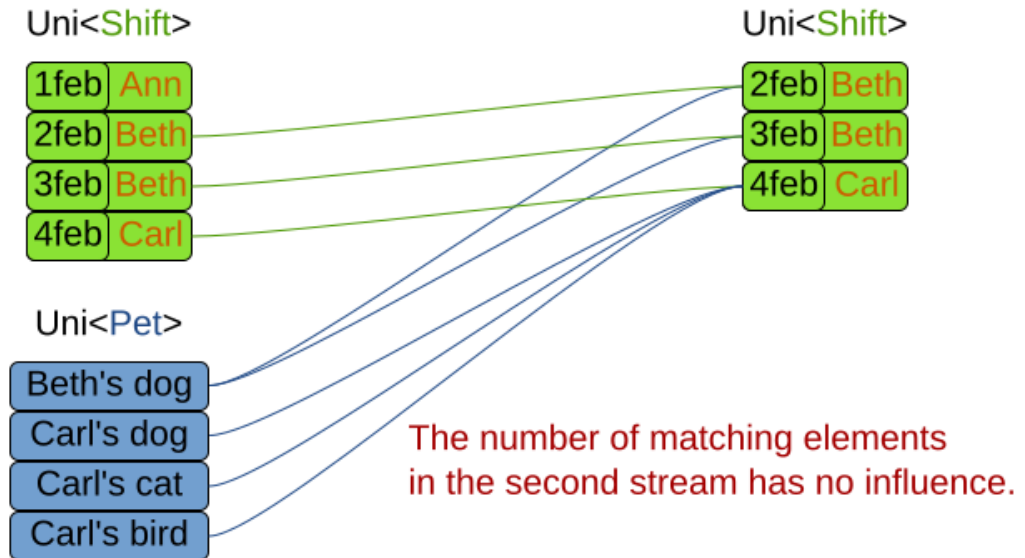 Uni<Shift>
1feb Ann
2feb Beth
3feb Beth
4feb Carl
Uni<Pet>
Beth's dog
Carl's dog
Carl's cat
Carl's bird
Uni<Shift>
2feb Beth
3feb Beth
4feb Carl
The number of matching elements
in the second stream has no influence.